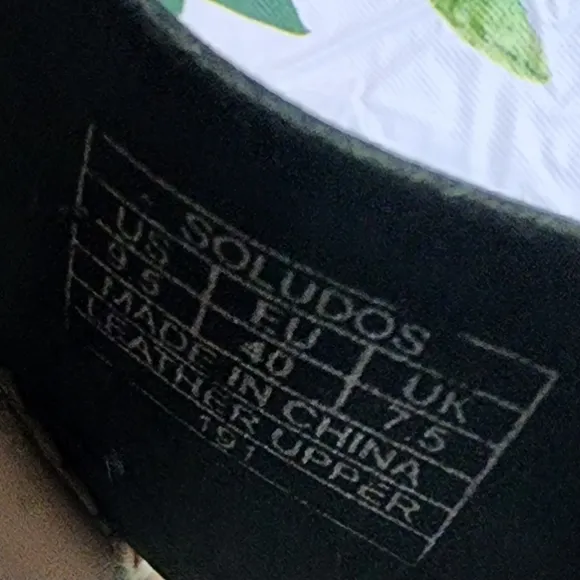 SOLUDOS
US EU UK
9.5 40 7.5
MADE IN CHINA
LEATHER UPPER
191